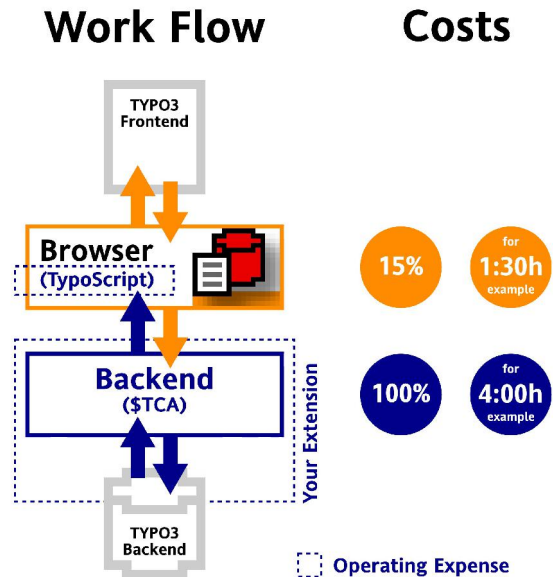 Work Flow
Costs
TYPO3
Frontend
Browser
(TypoScript)
15%
for
1:30h
example
Backend
($TCA)
100%
for
4:00h
example
Your Extension
TYPO3
Backend
Operating Expense